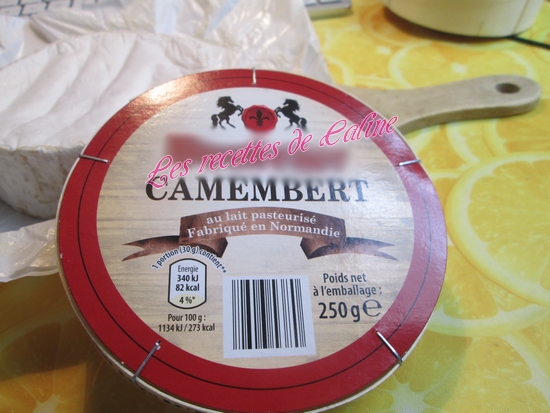 Les recettes de Caline
CAMEMBERT
au lait pasteurisé
Fabriqué en Normandie
1 portion (30 g) contient**
Energie
340 kJ
82 kcal
4 %*
Pour 100 g :
1134 kJ / 273 kcal
Poids net
à l'emballage :
250 g e